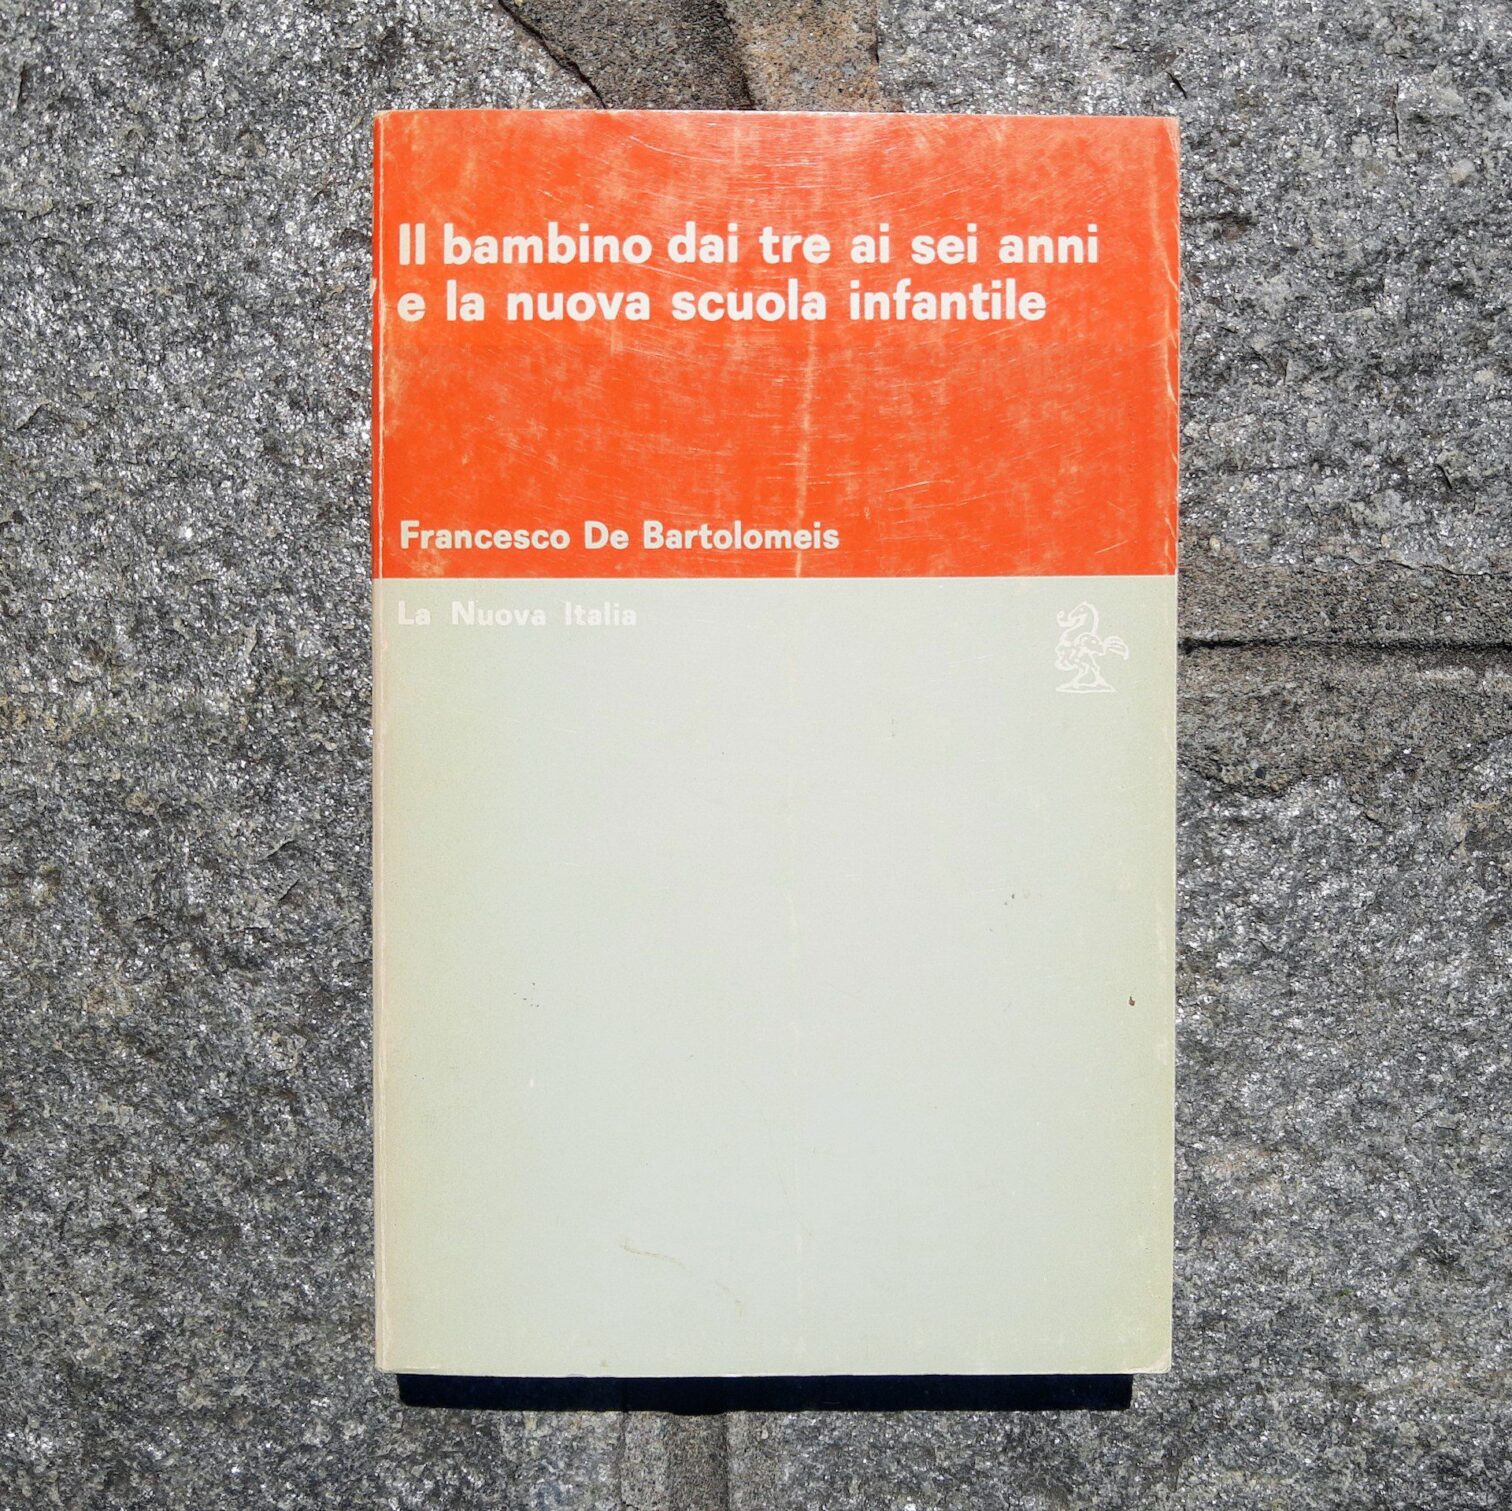 Il bambino dai tre ai sei anni
e la nuova scuola infantile
Francesco De Bartolomeis
La Nuova Italia